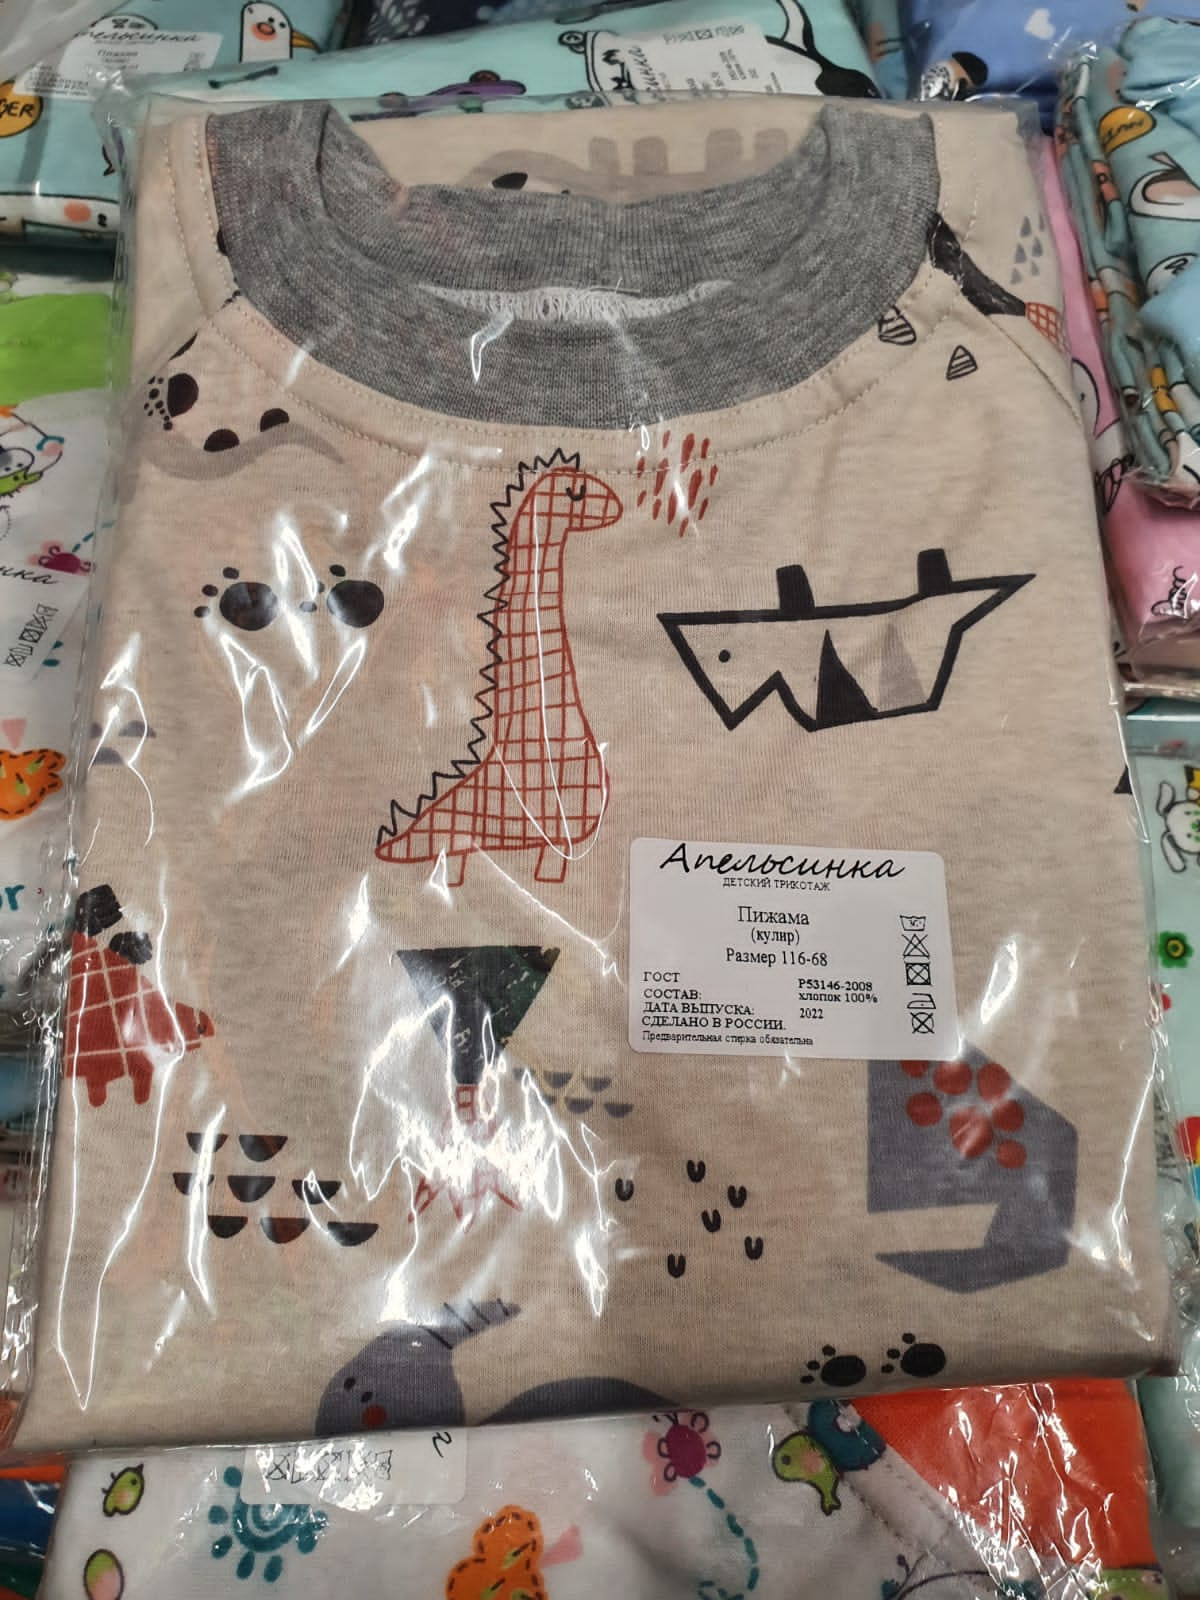 Апельсинка
ДЕТСКИЙ ТРИКОТАЖ
Пижама
(кулир)
Размер 116-68
ГОСТ Р53146-2008
СОСТАВ: хлопок 100%
ДАТА ВЫПУСКА: 2022
СДЕЛАНО В РОССИИ.
Предварительная стирка обязательна